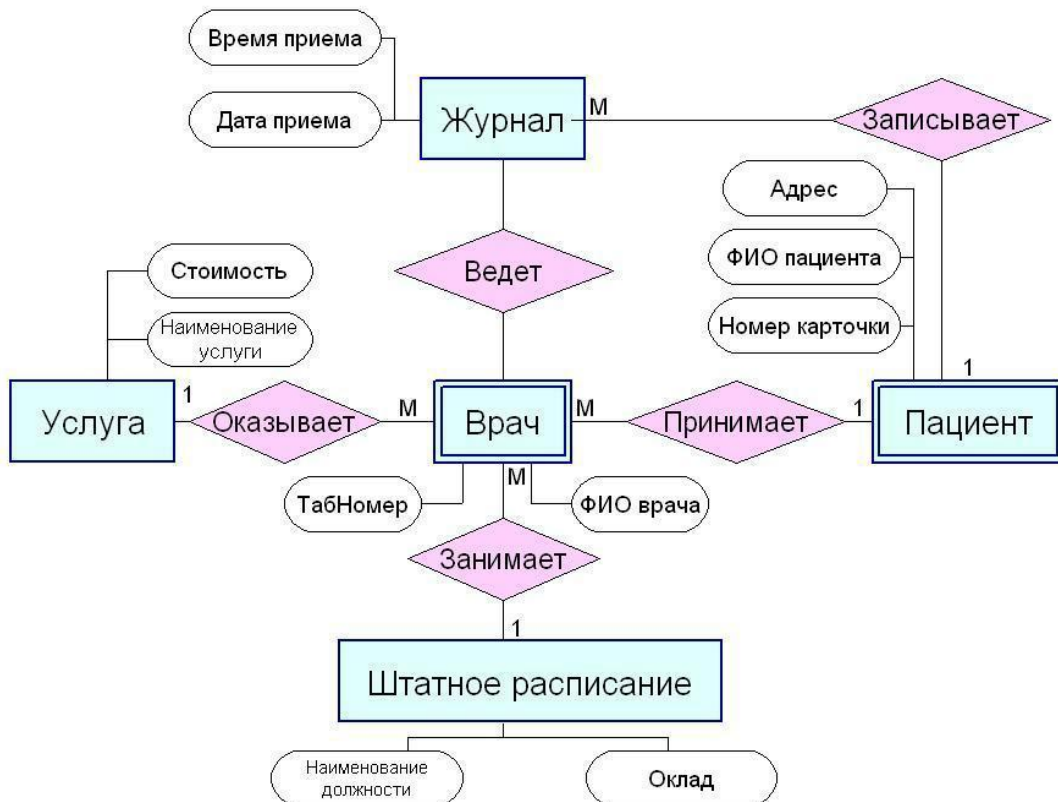 Время приема
Дата приема
Журнал
М
Записывает
Адрес
ФИО пациента
Номер карточки
Ведет
Стоимость
Наименование
услуги
Услуга
1
Оказывает
М
Врач
М
Принимает
1
1
Пациент
ТабНомер
М
ФИО врача
Занимает
1
Штатное расписание
Наименование
должности
Оклад